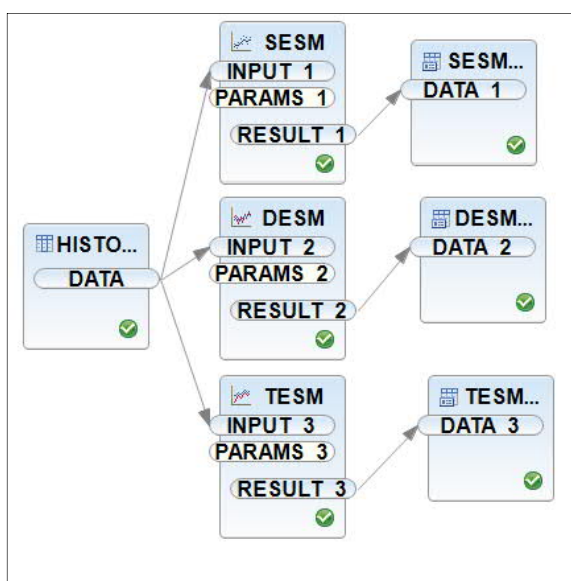 HISTO...
DATA
SESM
INPUT 1
PARAMS 1
RESULT 1
SESM...
DATA 1
DESM
INPUT 2
PARAMS 2
RESULT 2
DESM...
DATA 2
TESM
INPUT 3
PARAMS 3
RESULT 3
TESM...
DATA 3